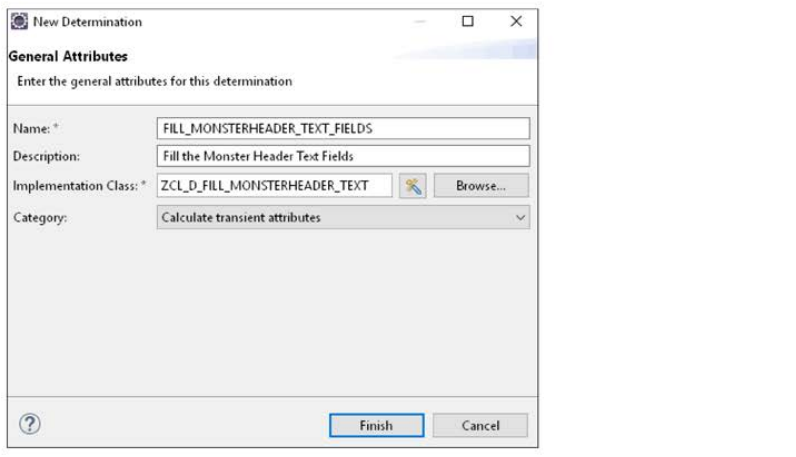 New Determination
General Attributes
Enter the general attributes for this determination
Name: * FILL_MONSTERHEADER_TEXT_FIELDS
Description: Fill the Monster Header Text Fields
Implementation Class: * ZCL_D_FILL_MONSTERHEADER_TEXT Browse...
Category: Calculate transient attributes
? Finish Cancel